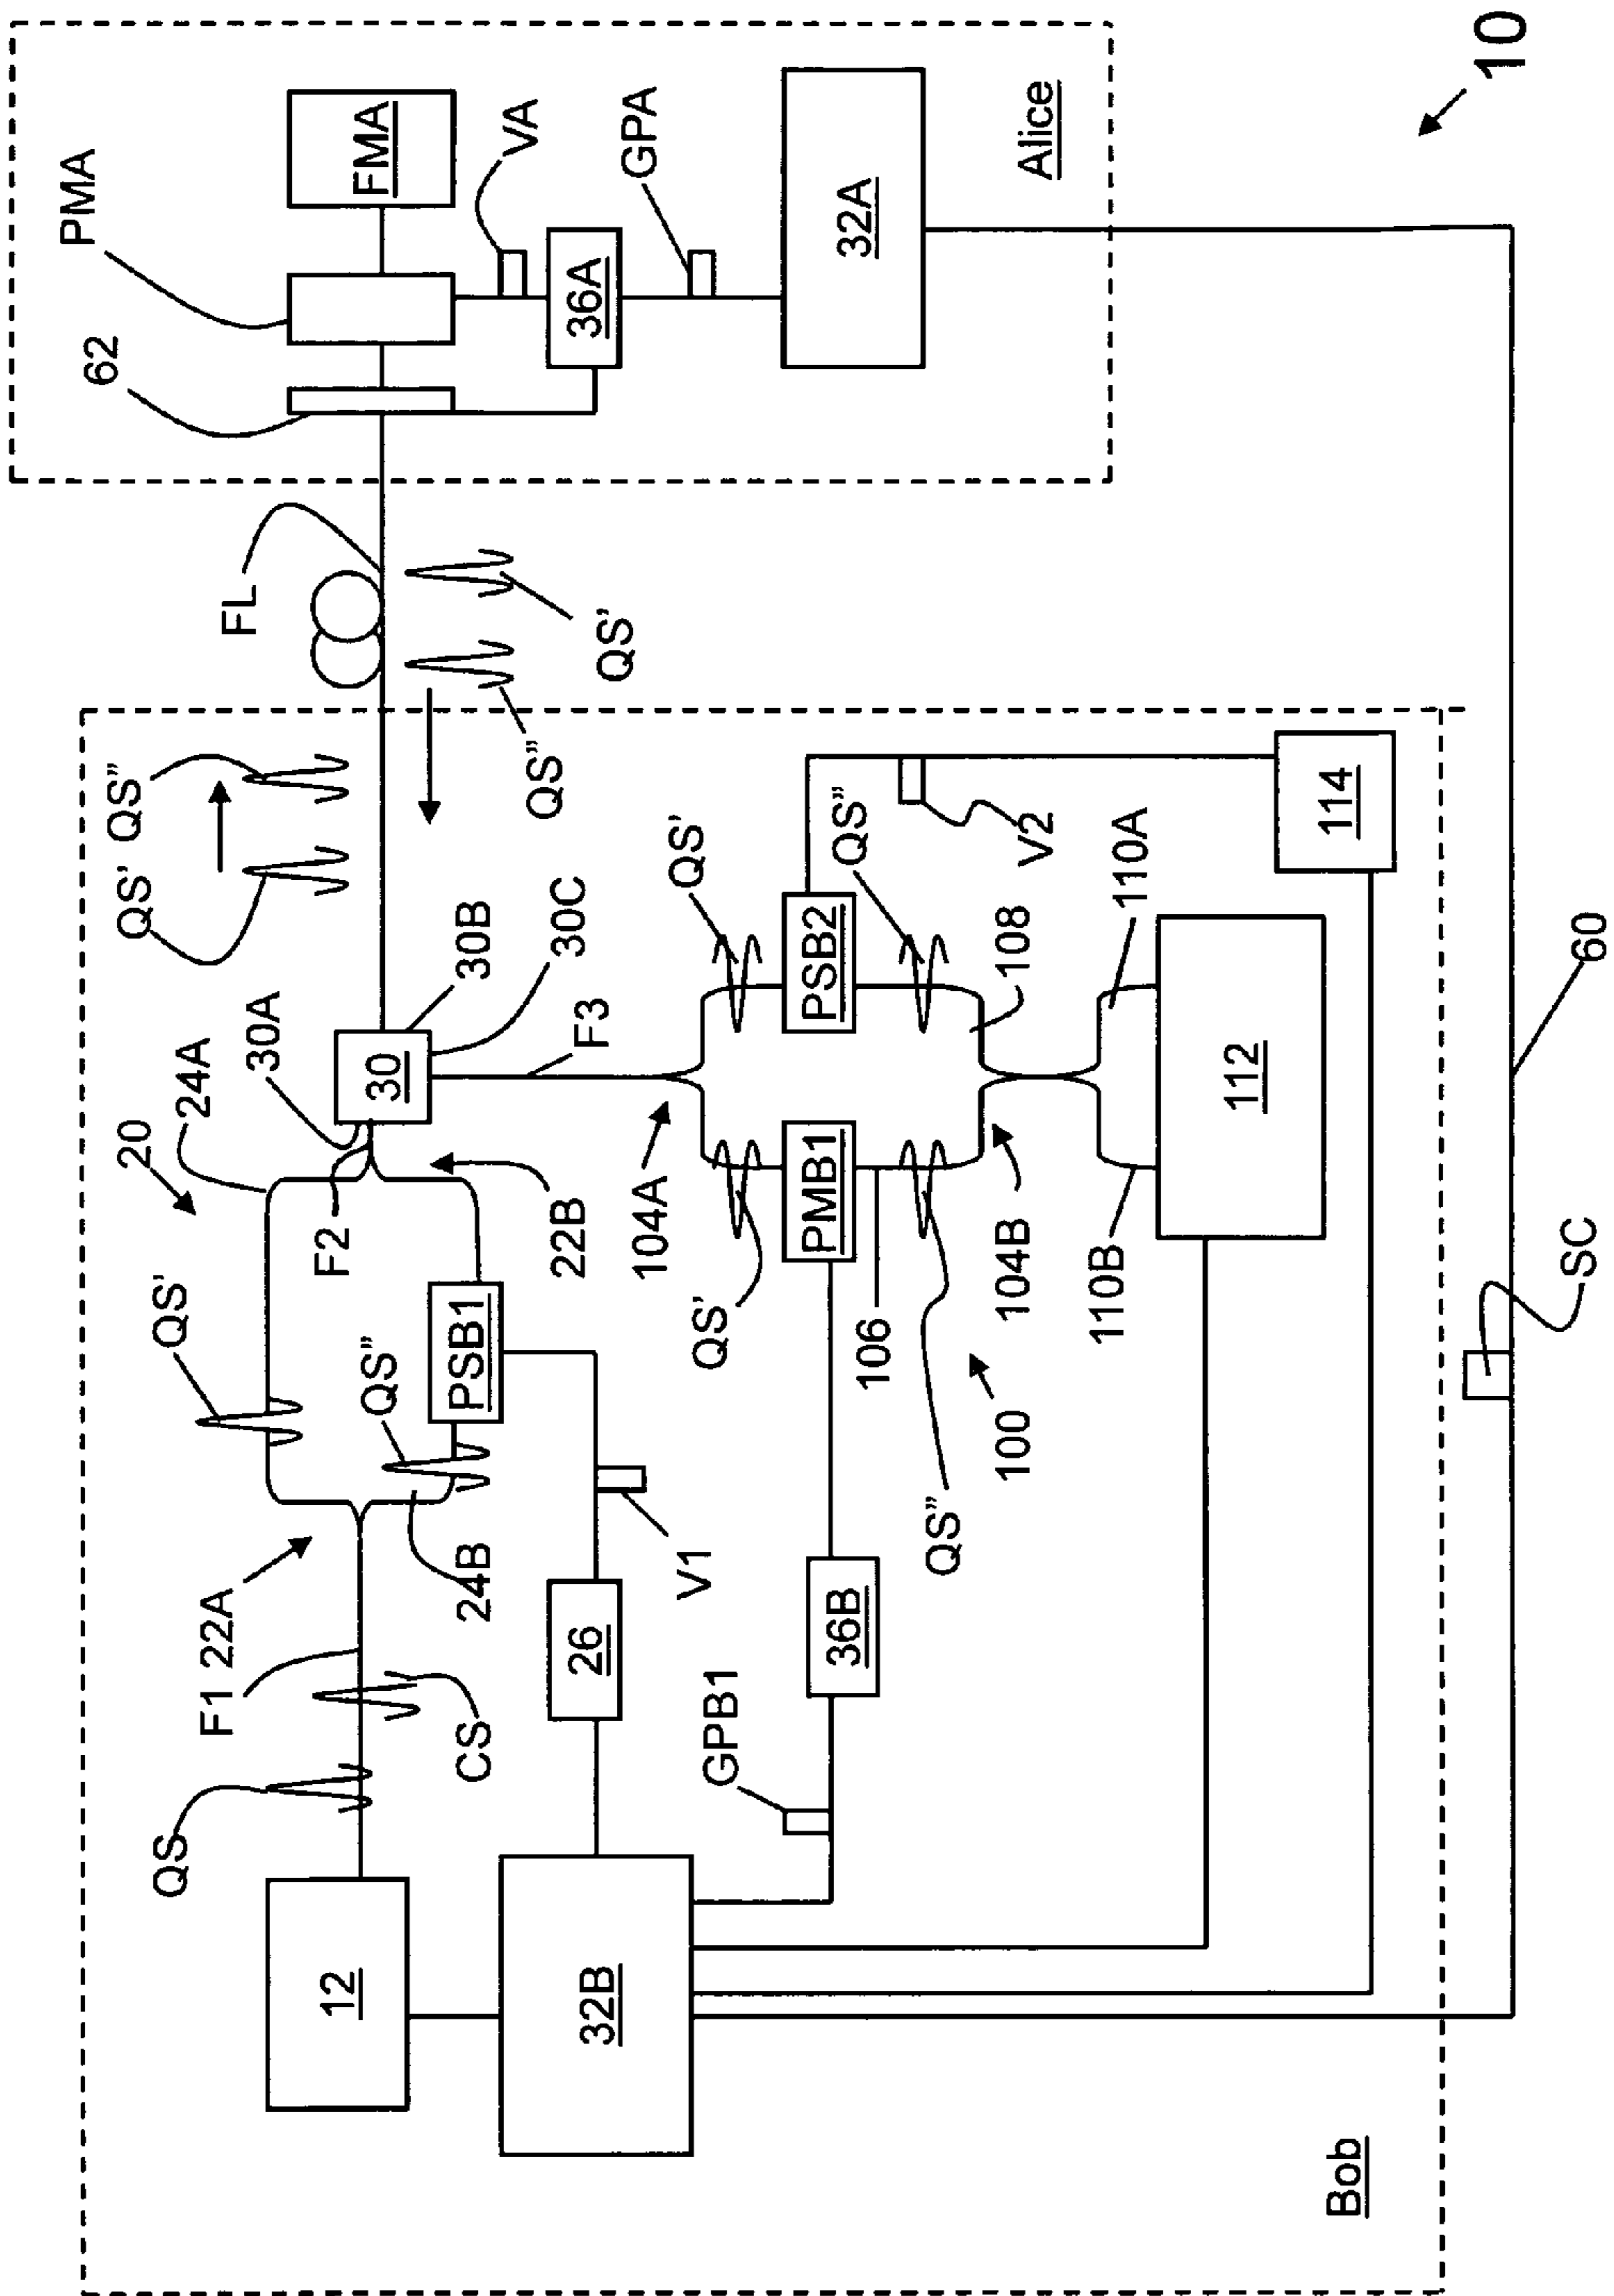 PMA
FMA
62
VA
36A
GPA
32A
Alice
10
FL
QS'
QS"
QS' QS"
20
24A
30A
30
30B
30C
F3
F2
22B
QS'
QS"
PSB1
24B
F1 22A
QS
CS
12
26
V1
32B
GPB1
36B
104A
QS'
QS'
PMB1
PSB2
QS"
QS"
V2
106
108
104B
100
110A
110B
112
114
60
SC
Bob